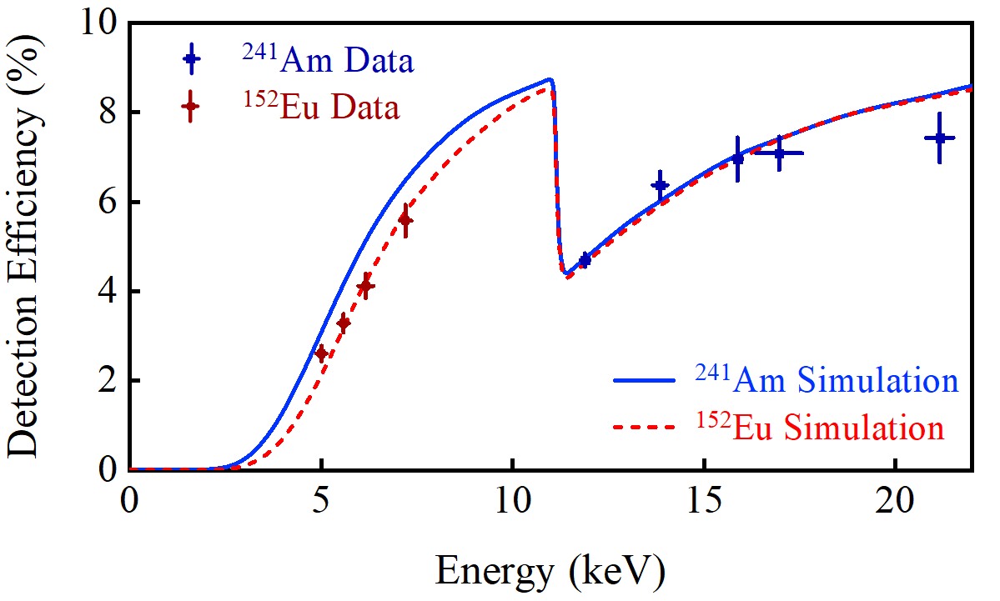 10
8
6
4
2
0
Detection Efficiency (%)
²⁴¹Am Data
¹⁵²Eu Data
²⁴¹Am Simulation
¹⁵²Eu Simulation
0 5 10 15 20
Energy (keV)